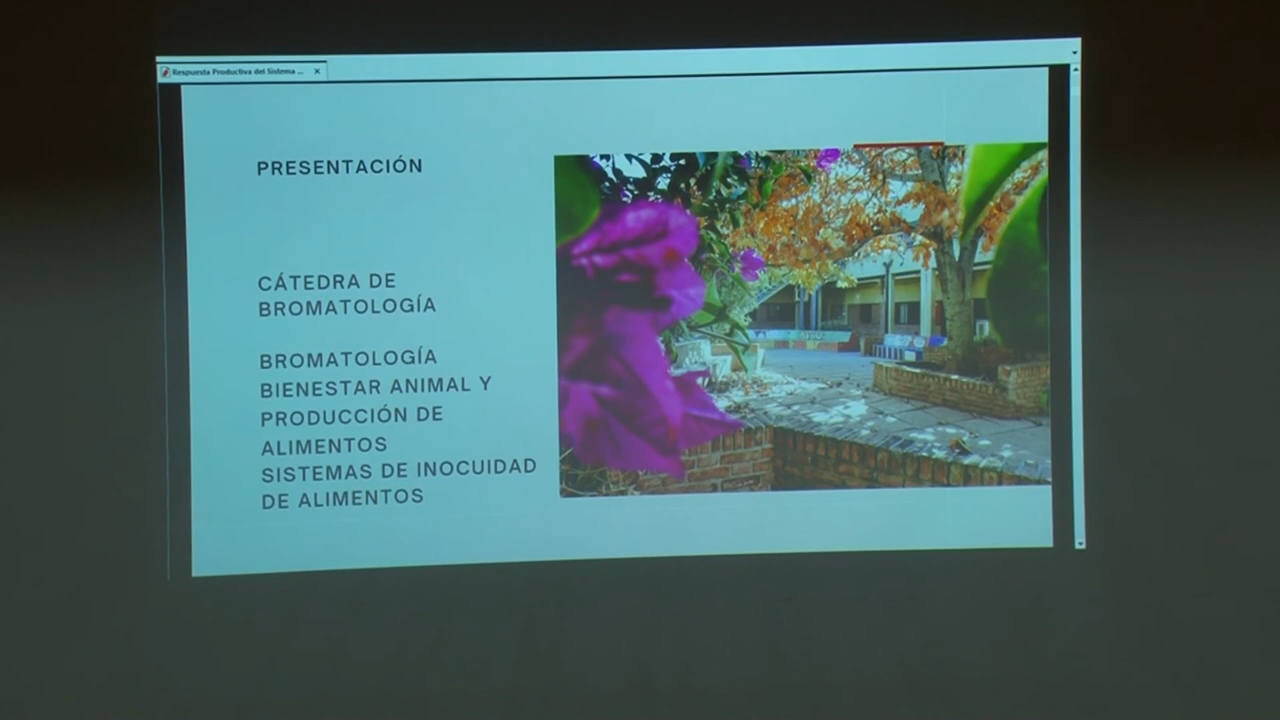 Respuesta Productiva del Sistema ...
PRESENTACIÓN
CÁTEDRA DE
BROMATOLOGÍA
BROMATOLOGÍA
BIENESTAR ANIMAL Y
PRODUCCIÓN DE
ALIMENTOS
SISTEMAS DE INOCUIDAD
DE ALIMENTOS